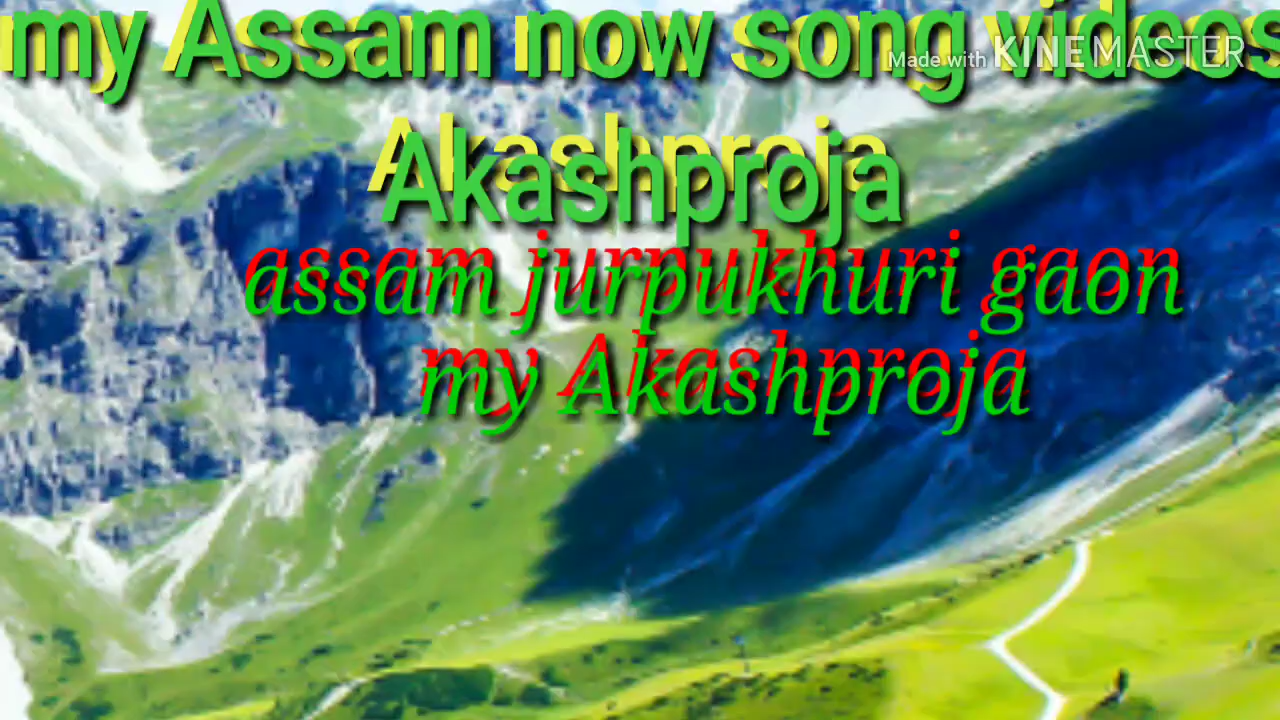 my Assam now song videos
Made with KINEMASTER
Akashproja
assam jurpukhuri gaon
my Akashproja